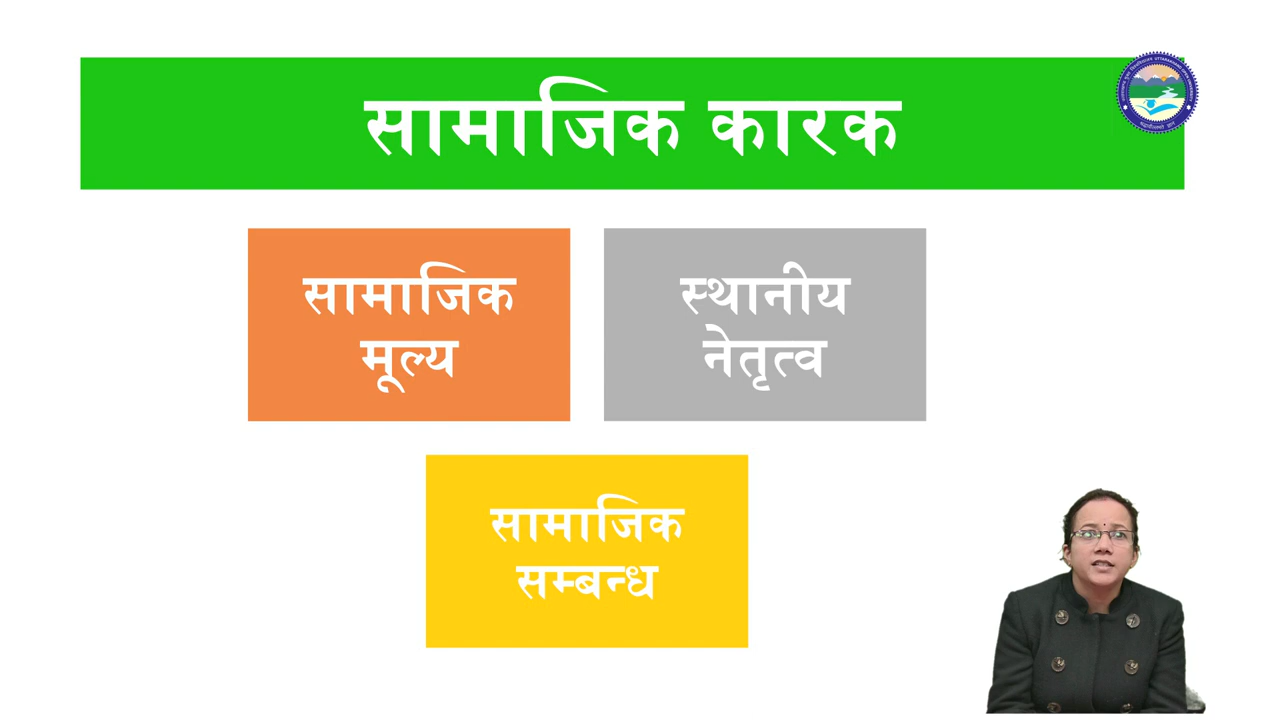 सामाजिक कारक
सामाजिक
मूल्य
स्थानीय
नेतृत्व
सामाजिक
सम्बन्ध